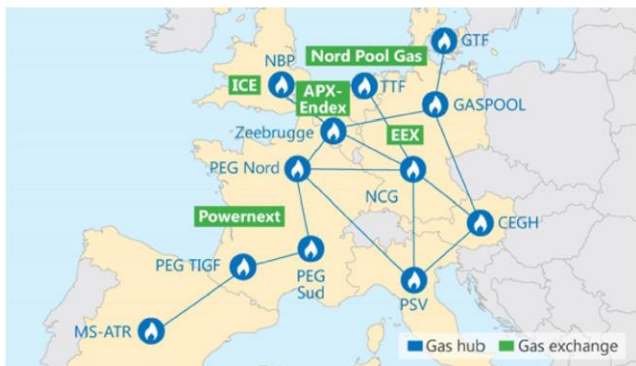 GTF
Nord Pool Gas
NBP
ICE
APX-
Endex
TTF
GASPOOL
Zeebrugge
EEX
PEG Nord
NCG
Powernext
CEGH
PEG TIGF
PEG
Sud
PSV
MS-ATR
Gas hub
Gas exchange